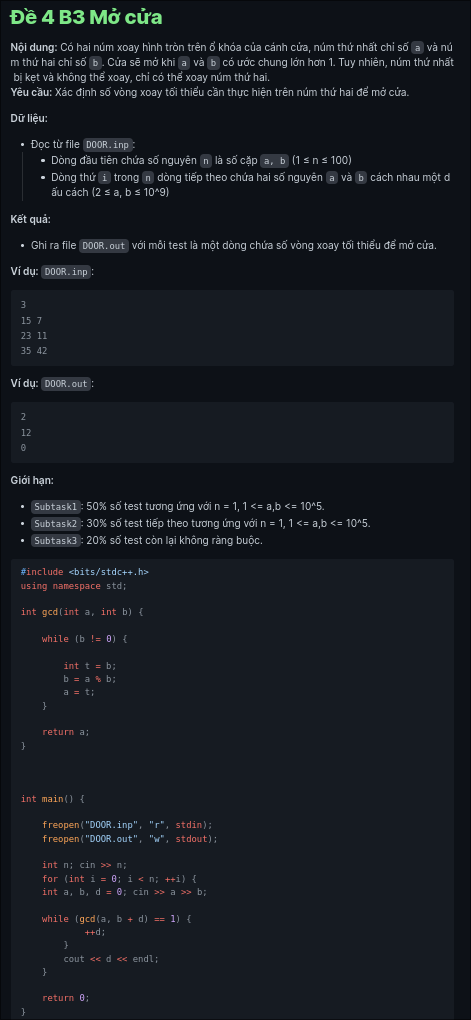 Đề 4 B3 Mở cửa
Nội dung: Có hai núm xoay hình tròn trên ổ khóa của cánh cửa, núm thứ nhất chỉ số a và nú
m thứ hai chỉ số b. Cửa sẽ mở khi a và b có ước chung lớn hơn 1. Tuy nhiên, núm thứ nhất
bị kẹt và không thể xoay, chỉ có thể xoay núm thứ hai.
Yêu cầu: Xác định số vòng xoay tối thiểu cần thực hiện trên núm thứ hai để mở cửa.
Dữ liệu:
• Đọc từ file DOOR.inp:
• Dòng đầu tiên chứa số nguyên n là số cặp a, b (1 ≤ n ≤ 100)
• Dòng thứ i trong n dòng tiếp theo chứa hai số nguyên a và b cách nhau một d
ấu cách (2 ≤ a, b ≤ 10^9)
Kết quả:
• Ghi ra file DOOR.out với mỗi test là một dòng chứa số vòng xoay tối thiểu để mở cửa.
Ví dụ: DOOR.inp:
3
15 7
23 11
35 42
Ví dụ: DOOR.out:
2
12
0
Giới hạn:
• Subtask1: 50% số test tương ứng với n = 1, 1 <= a,b <= 10^5.
• Subtask2: 30% số test tiếp theo tương ứng với n = 1, 1 <= a,b <= 10^5.
• Subtask3: 20% số test còn lại không ràng buộc.
#include <bits/stdc++.h>
using namespace std;
int gcd(int a, int b) {
while (b != 0) {
int t = b;
b = a % b;
a = t;
}
return a;
}
int main() {
freopen("DOOR.inp", "r", stdin);
freopen("DOOR.out", "w", stdout);
int n; cin >> n;
for (int i = 0; i < n; ++i) {
int a, b, d = 0; cin >> a >> b;
while (gcd(a, b + d) == 1) {
++d;
}
cout << d << endl;
}
return 0;
}